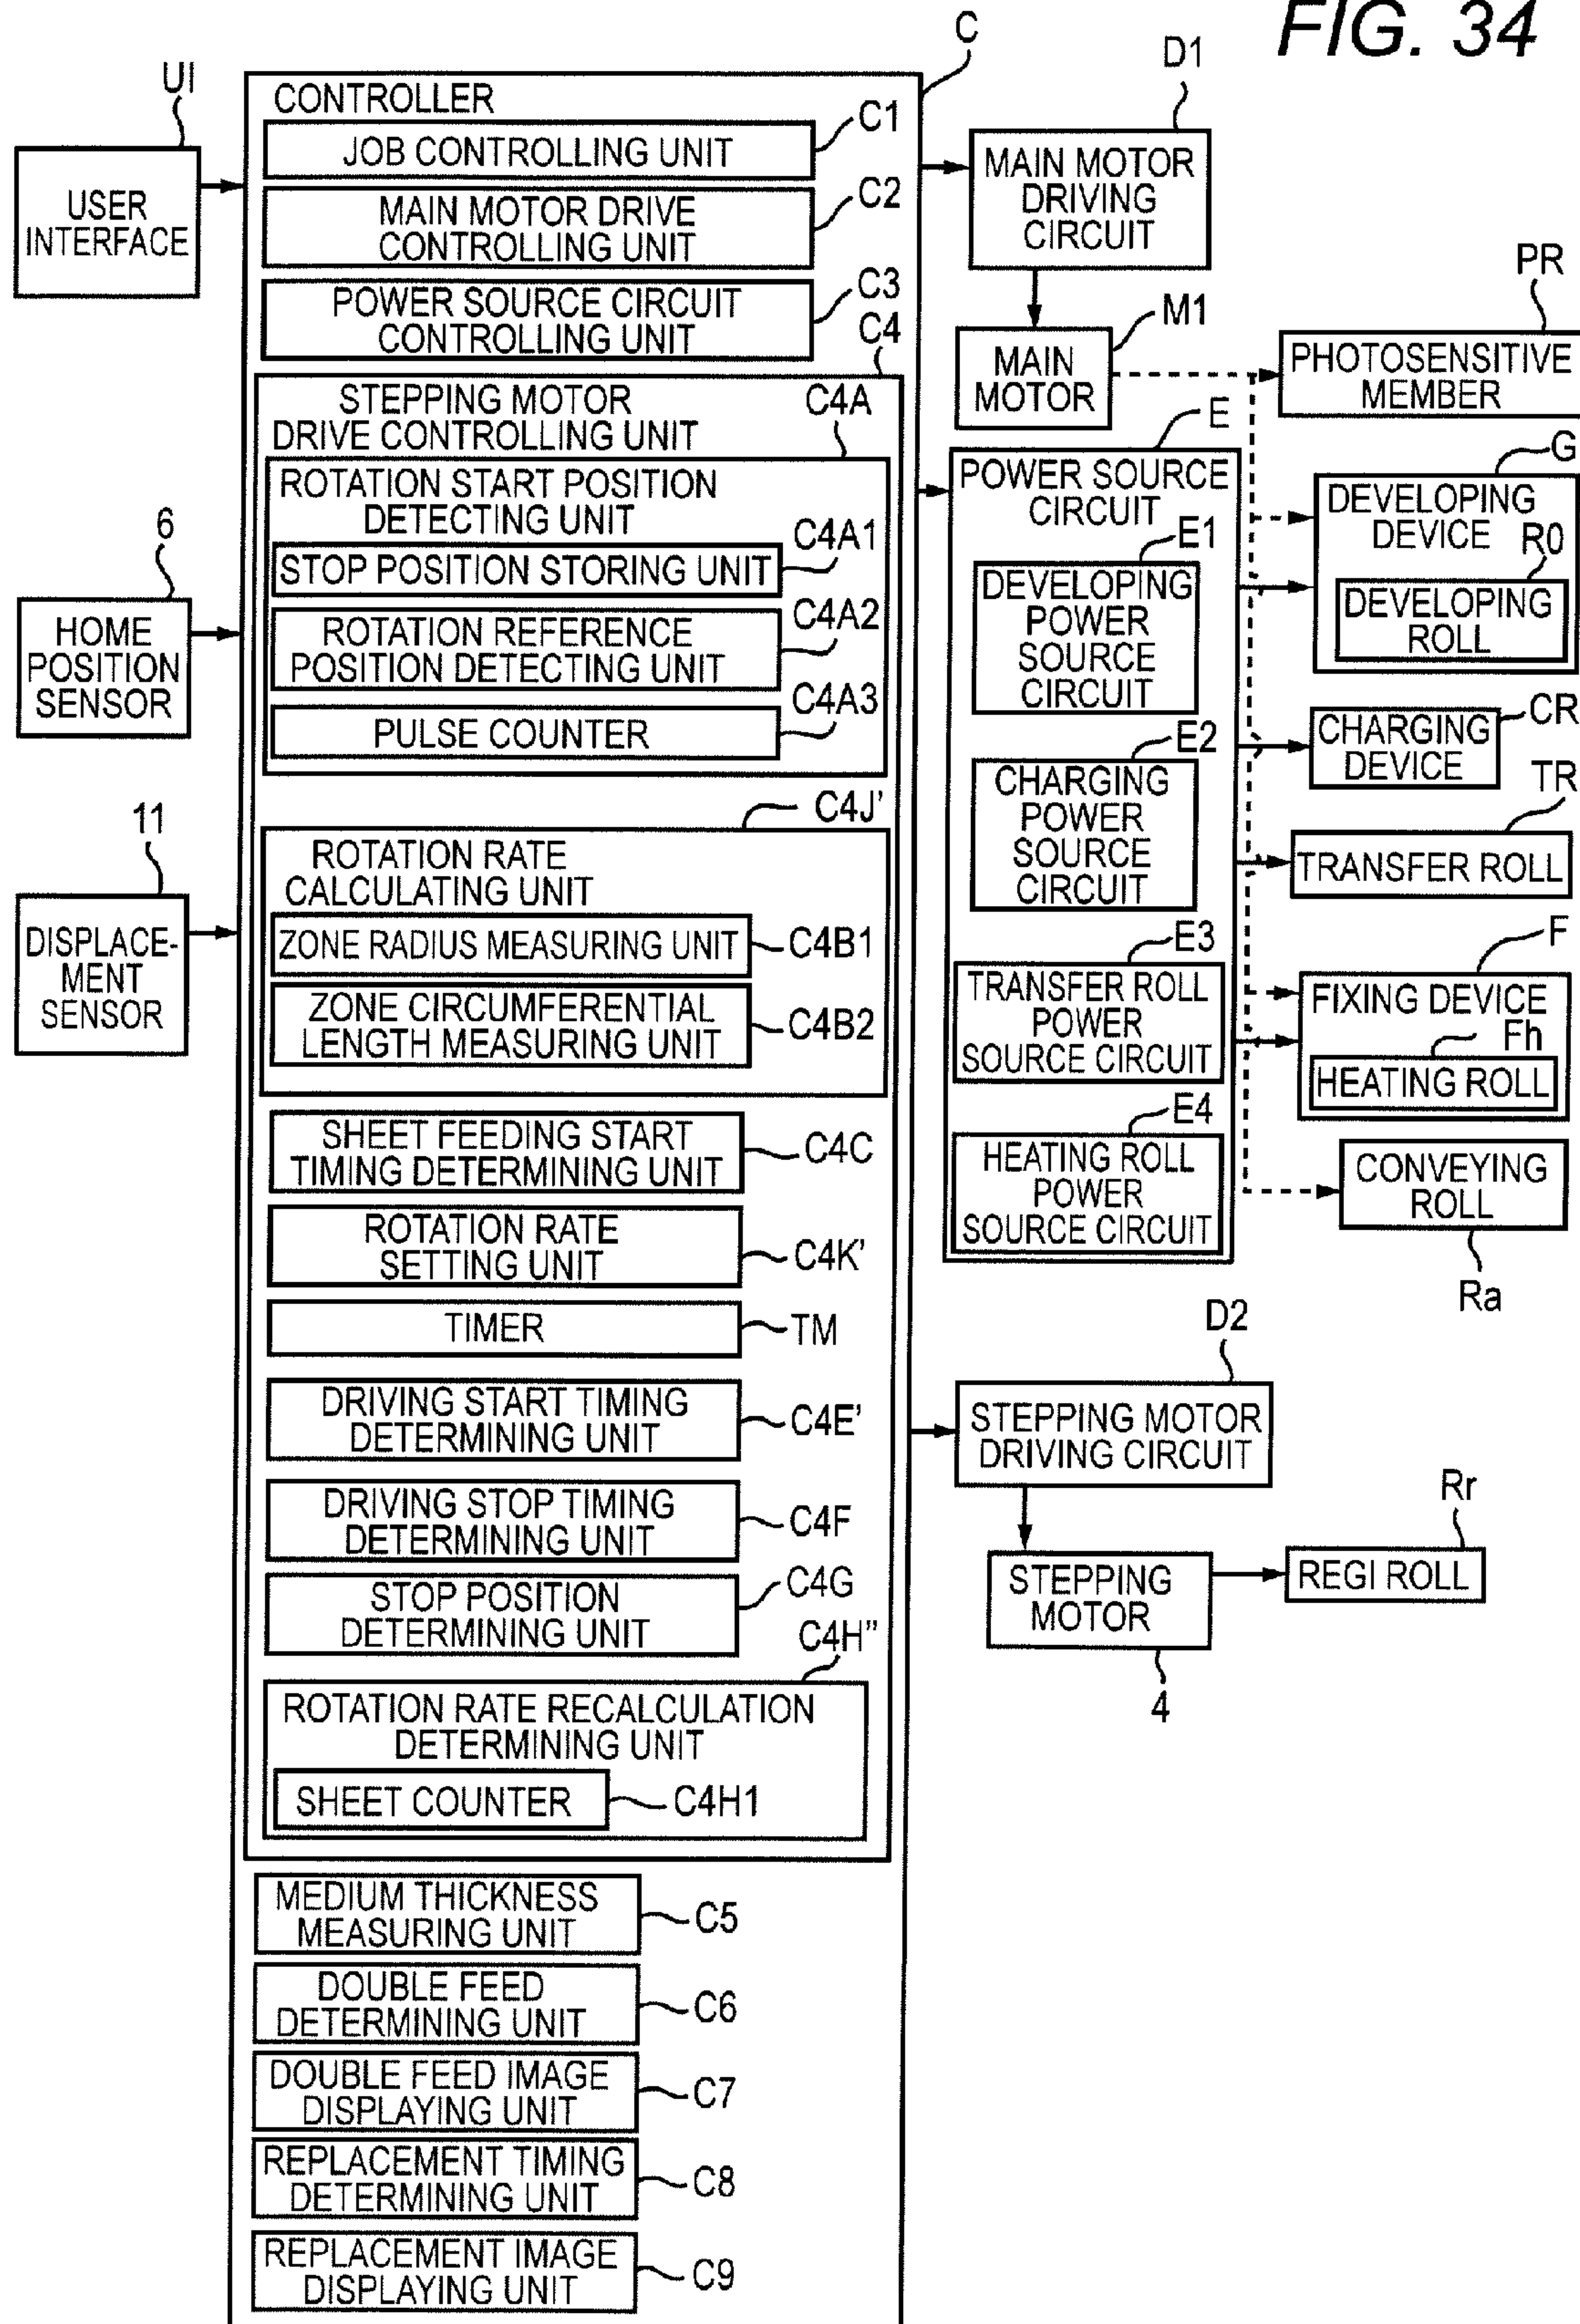 FIG. 34
UI
USER
INTERFACE
6
HOME
POSITION
SENSOR
11
DISPLACE-
MENT
SENSOR
C
CONTROLLER
C1
JOB CONTROLLING UNIT
C2
MAIN MOTOR DRIVE
CONTROLLING UNIT
C3
POWER SOURCE CIRCUIT
CONTROLLING UNIT
C4
STEPPING MOTOR
DRIVE CONTROLLING UNIT
C4A
ROTATION START POSITION
DETECTING UNIT
C4A1
STOP POSITION STORING UNIT
C4A2
ROTATION REFERENCE
POSITION DETECTING UNIT
C4A3
PULSE COUNTER
C4J'
ROTATION RATE
CALCULATING UNIT
ZONE RADIUS MEASURING UNIT
C4B1
ZONE CIRCUMFERENTIAL
LENGTH MEASURING UNIT
C4B2
SHEET FEEDING START
TIMING DETERMINING UNIT
C4C
ROTATION RATE
SETTING UNIT
C4K'
TIMER
TM
DRIVING START TIMING
DETERMINING UNIT
C4E'
DRIVING STOP TIMING
DETERMINING UNIT
C4F
STOP POSITION
DETERMINING UNIT
C4G
C4H"
ROTATION RATE RECALCULATION
DETERMINING UNIT
SHEET COUNTER
C4H1
MEDIUM THICKNESS
MEASURING UNIT
C5
DOUBLE FEED
DETERMINING UNIT
C6
DOUBLE FEED IMAGE
DISPLAYING UNIT
C7
REPLACEMENT TIMING
DETERMINING UNIT
C8
REPLACEMENT IMAGE
DISPLAYING UNIT
C9
D1
MAIN MOTOR
DRIVING
CIRCUIT
M1
MAIN
MOTOR
E
POWER SOURCE
CIRCUIT
E1
DEVELOPING
POWER
SOURCE
CIRCUIT
E2
CHARGING
POWER
SOURCE
CIRCUIT
E3
TRANSFER ROLL
POWER
SOURCE CIRCUIT
E4
HEATING ROLL
POWER
SOURCE CIRCUIT
PR
PHOTOSENSITIVE
MEMBER
G
DEVELOPING
DEVICE
R0
DEVELOPING
ROLL
CR
CHARGING
DEVICE
TR
TRANSFER ROLL
F
FIXING DEVICE
Fh
HEATING ROLL
CONVEYING
ROLL
Ra
D2
STEPPING MOTOR
DRIVING CIRCUIT
STEPPING
MOTOR
4
Rr
REGI ROLL